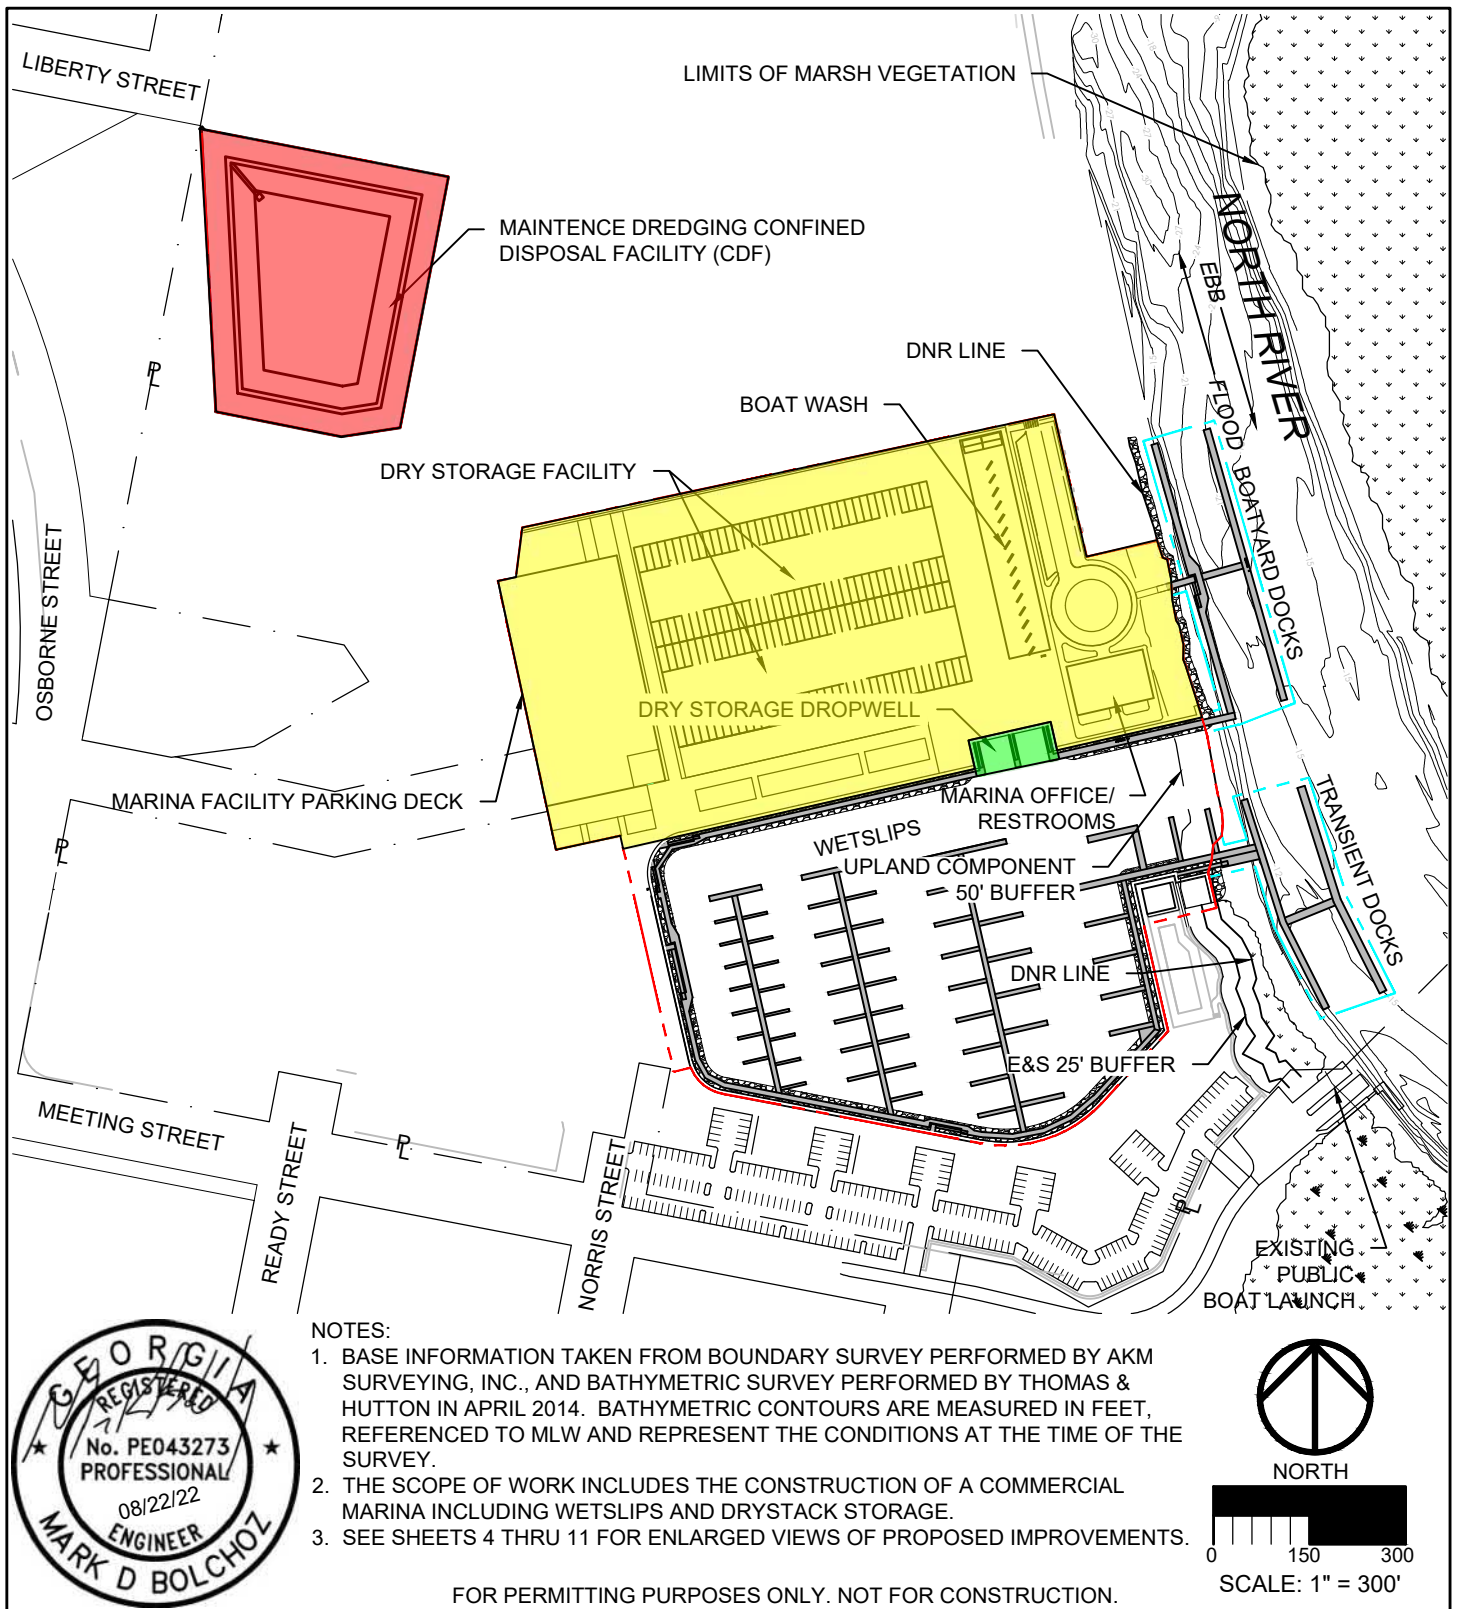 LIBERTY STREET
LIMITS OF MARSH VEGETATION
MAINTENCE DREDGING CONFINED
DISPOSAL FACILITY (CDF)
NORTH RIVER
EBB
FLOOD
DNR LINE
BOAT WASH
DRY STORAGE FACILITY
PL
OSBORNE STREET
BOATYARD DOCKS
DRY STORAGE DROPWELL
MARINA FACILITY PARKING DECK
MARINA OFFICE/
RESTROOMS
WETSLIPS
UPLAND COMPONENT
50' BUFFER
TRANSIENT DOCKS
PL
DNR LINE
E&S 25' BUFFER
MEETING STREET
READY STREET
PL
NORRIS STREET
PL
EXISTING
PUBLIC
BOAT LAUNCH
GEORGIA
REGISTERED
No. PE043273
PROFESSIONAL
08/22/22
ENGINEER
MARK D BOLCHOZ
NOTES:
1. BASE INFORMATION TAKEN FROM BOUNDARY SURVEY PERFORMED BY AKM
SURVEYING, INC., AND BATHYMETRIC SURVEY PERFORMED BY THOMAS &
HUTTON IN APRIL 2014. BATHYMETRIC CONTOURS ARE MEASURED IN FEET,
REFERENCED TO MLW AND REPRESENT THE CONDITIONS AT THE TIME OF THE
SURVEY.
2. THE SCOPE OF WORK INCLUDES THE CONSTRUCTION OF A COMMERCIAL
MARINA INCLUDING WETSLIPS AND DRYSTACK STORAGE.
3. SEE SHEETS 4 THRU 11 FOR ENLARGED VIEWS OF PROPOSED IMPROVEMENTS.
NORTH
0 150 300
SCALE: 1" = 300'
FOR PERMITTING PURPOSES ONLY. NOT FOR CONSTRUCTION.